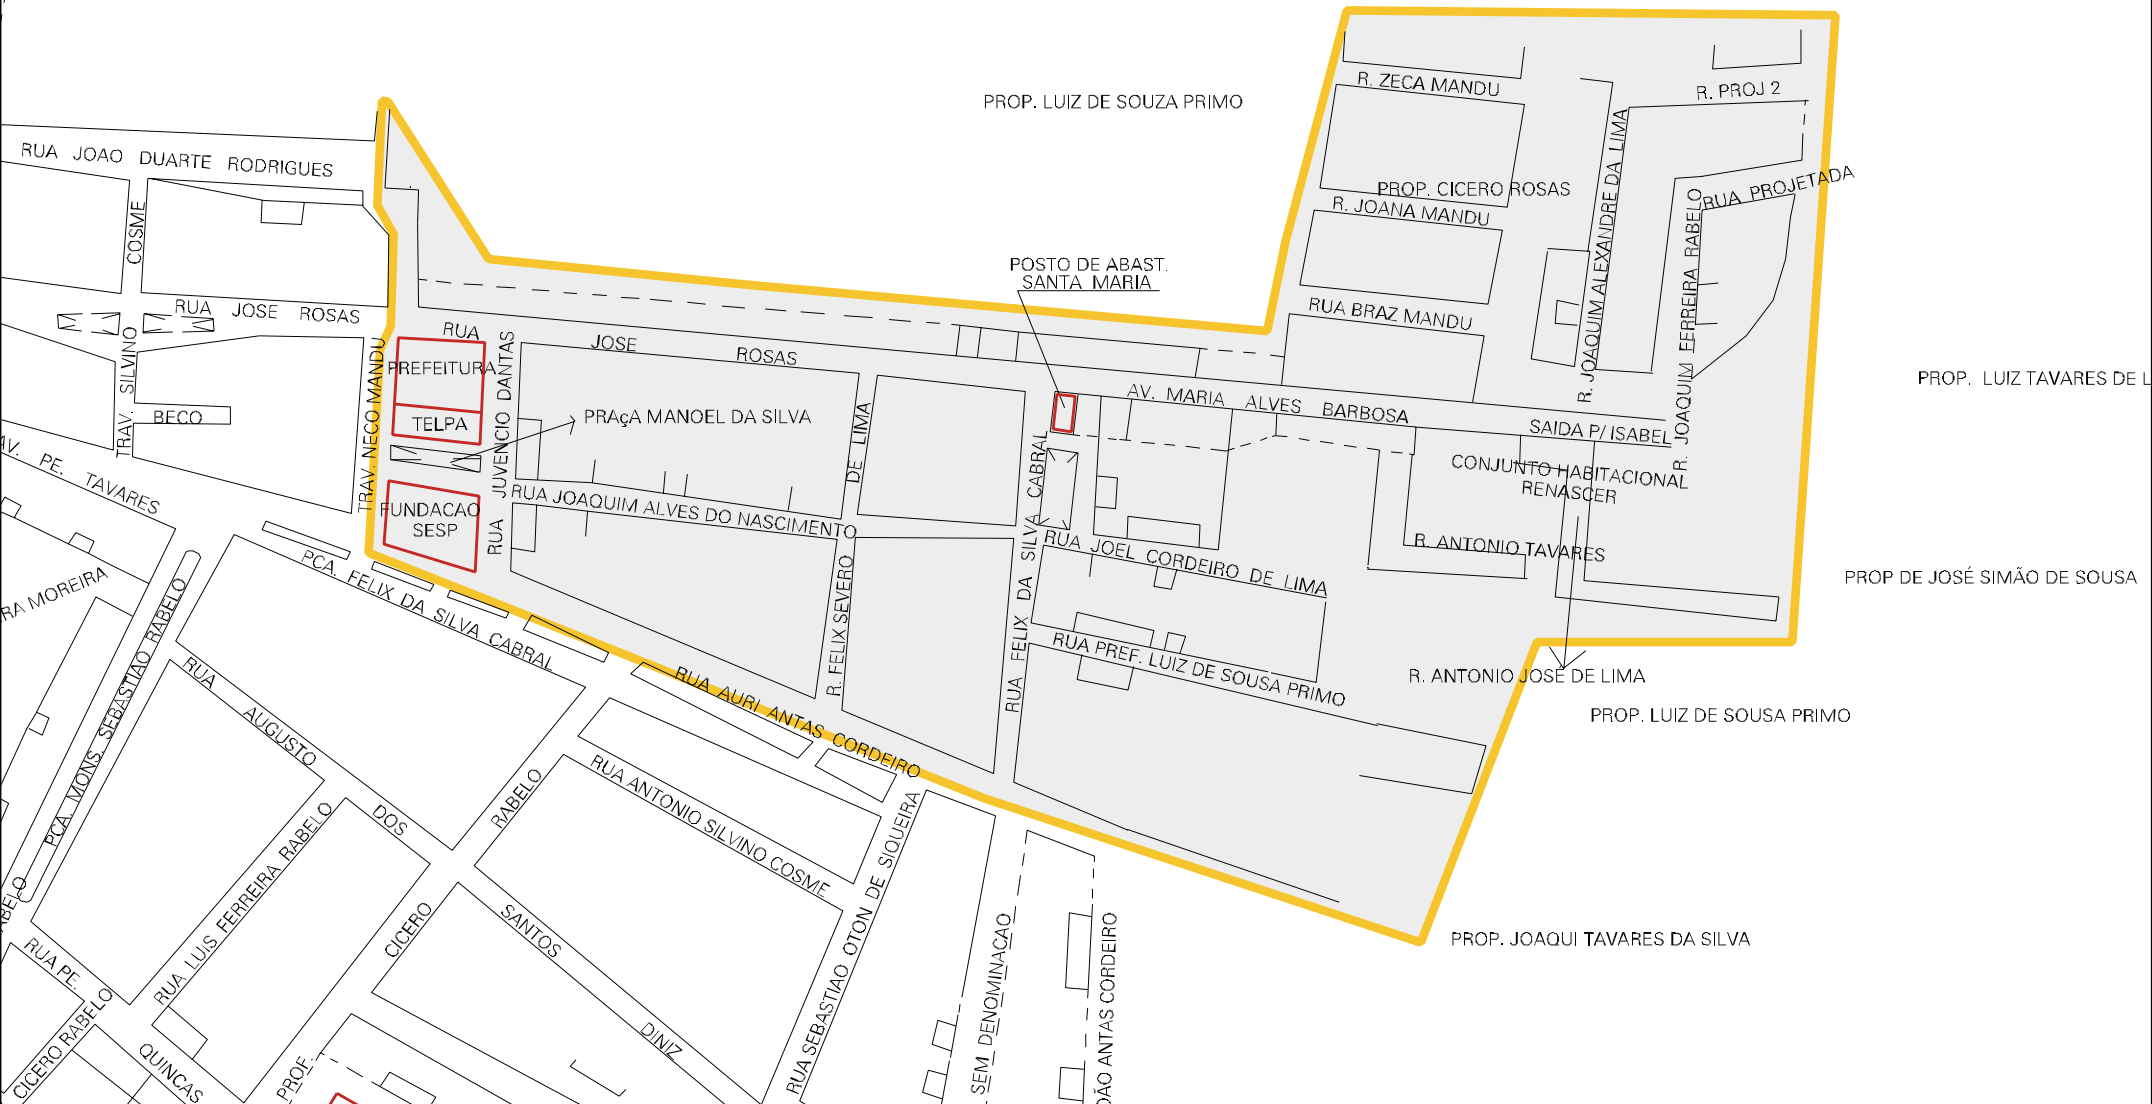 PROP. LUIZ DE SOUZA PRIMO
R. ZECA MANDU
R. PROJ 2
RUA JOAO DUARTE RODRIGUES
PROP. CICERO ROSAS
RUA PROJETADA
R. JOANA MANDU
R. JOAQUIM ALEXANDRE DA LIMA
R. JOAQUIM FERREIRA RABELO
COSME
TRAV. SILVINO
POSTO DE ABAST.
SANTA MARIA
RUA JOSE ROSAS
RUA BRAZ MANDU
RUA
JOSE ROSAS
PREFEITURA
TELPA
TRAV. NECO MANDU
RUA JUVENCIO DANTAS
PROP. LUIZ TAVARES DE L
AV. MARIA ALVES BARBOSA
SAIDA P/ ISABEL
BECO
PRAçA MANOEL DA SILVA
DE LIMA
R. FELIX SEVERO
AV. PE. TAVARES
CONJUNTO HABITACIONAL
RENASCER
FUNDACAO
SESP
RUA JOAQUIM ALVES DO NASCIMENTO
RUA FELIX DA SILVA CABRAL
RUA JOEL CORDEIRO DE LIMA
R. ANTONIO TAVARES
PROP DE JOSÉ SIMÃO DE SOUSA
RA MOREIRA
PCA. FELIX DA SILVA CABRAL
PCA. MONS. SEBASTIAO RABELO
RUA PREF. LUIZ DE SOUSA PRIMO
R. ANTONIO JOSE DE LIMA
PROP. LUIZ DE SOUSA PRIMO
RUA AURI ANTAS CORDEIRO
RUA AUGUSTO DOS SANTOS DINIZ
RUA ANTONIO SILVINO COSME
CICERO RABELO
RUA LUIS FERREIRA RABELO
RUA SEBASTIAO OTON DE SIQUEIRA
SEM DENOMINACAO
OÃO ANTAS CORDEIRO
PROP. JOAQUI TAVARES DA SILVA
ABELO
RUA PE.
CICERO RABELO
QUINCAS
PROF.